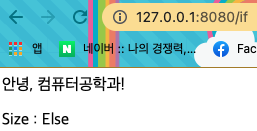 127.0.0.1:8080/if
앱 네이버 :: 나의 경쟁력,... Fac
안녕, 컴퓨터공학과!
Size : Else